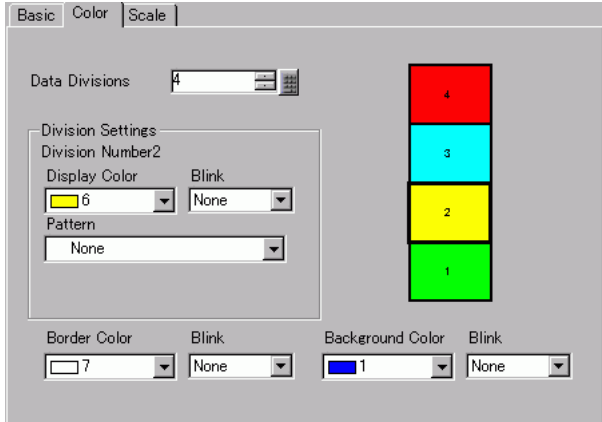 Basic Color Scale
Data Divisions 4
4
Division Settings
Division Number2
3
Display Color Blink
6 None
2
Pattern
None
1
Border Color Blink Background Color Blink
7 None 1 None